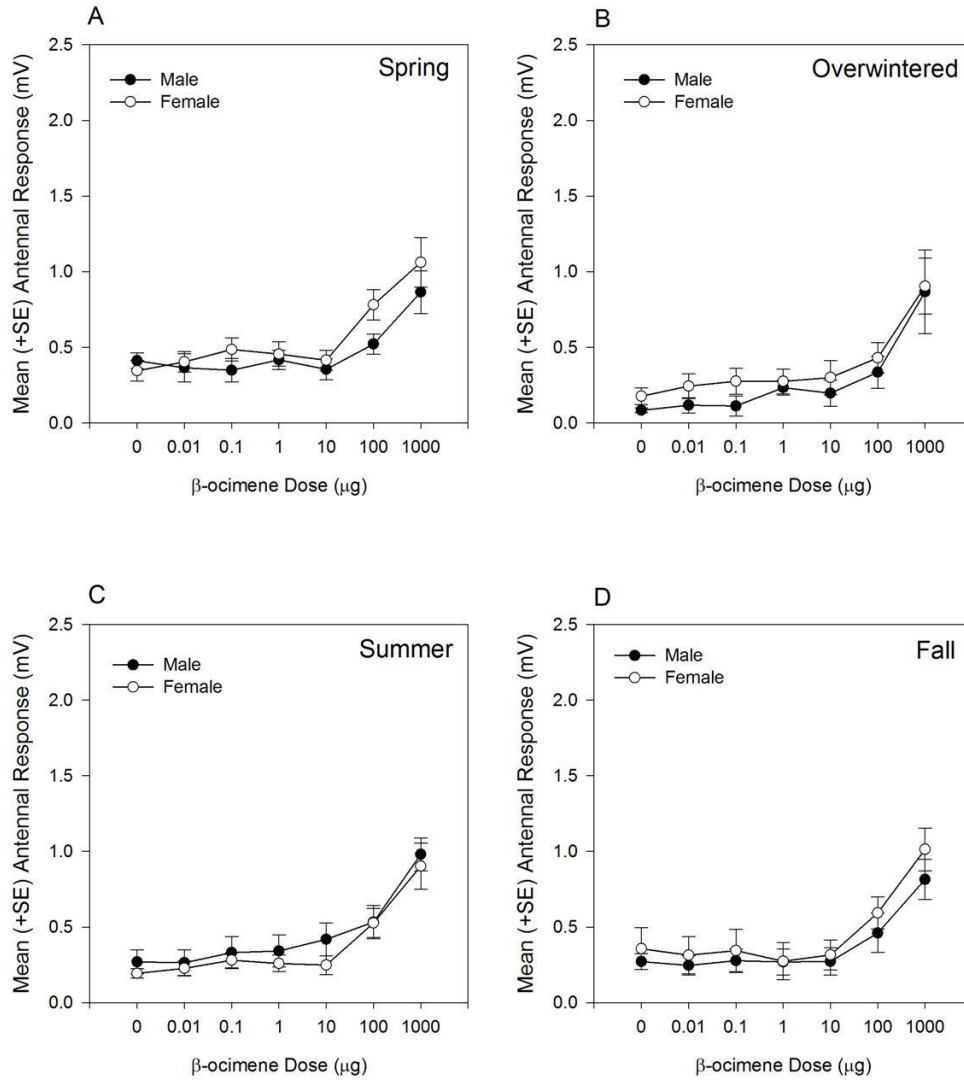 A
Mean (+SE) Antennal Response (mV)
2.5
2.0
1.5
1.0
0.5
0.0
Spring
Male
Female
0 0.01 0.1 1 10 100 1000
β-ocimene Dose (μg)
B
Mean (+SE) Antennal Response (mV)
2.5
2.0
1.5
1.0
0.5
0.0
Overwintered
Male
Female
0 0.01 0.1 1 10 100 1000
β-ocimene Dose (μg)
C
Mean (+SE) Antennal Response (mV)
2.5
2.0
1.5
1.0
0.5
0.0
Summer
Male
Female
0 0.01 0.1 1 10 100 1000
β-ocimene Dose (μg)
D
Mean (+SE) Antennal Response (mV)
2.5
2.0
1.5
1.0
0.5
0.0
Fall
Male
Female
0 0.01 0.1 1 10 100 1000
β-ocimene Dose (μg)